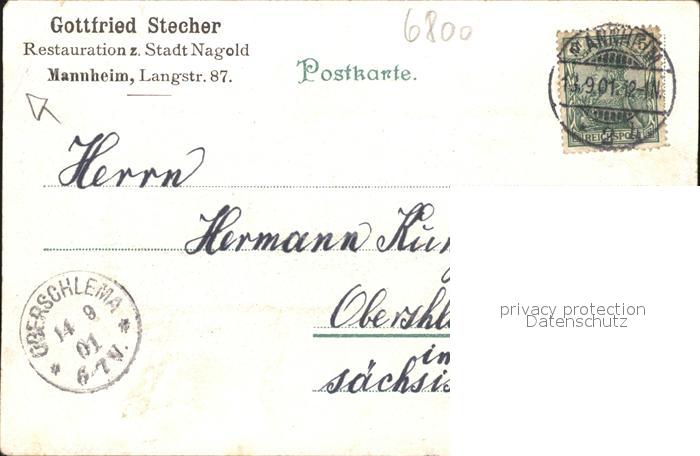 Gottfried Stecher
Restauration z. Stadt Nagold
Mannheim, Langstr. 87.
6800
Postkarte.
MANNHEIM
13.9.01.12-1N.
REICHSPOST
Herrn
Hermann
OBERSCHLEMA
14 9
01
6-7V.
privacy protection
Datenschutz